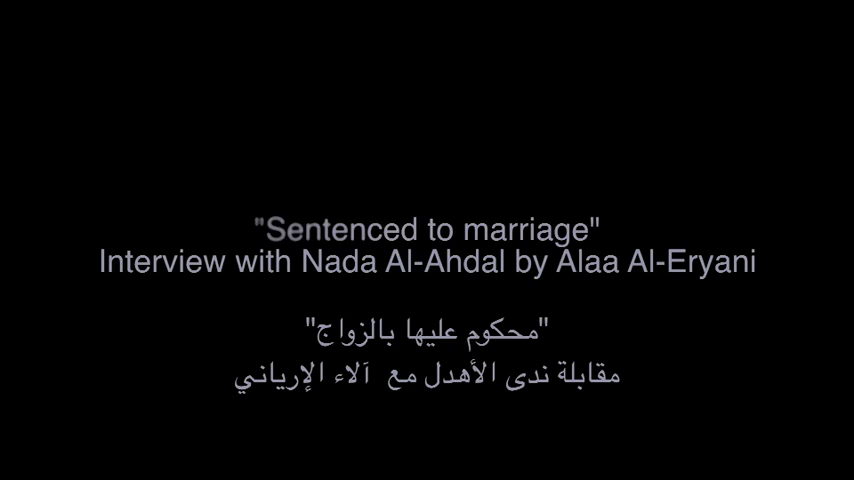 "Sentenced to marriage"
Interview with Nada Al-Ahdal by Alaa Al-Eryani
"محكوم عليها بالزواج"
مقابلة ندى الأهدل مع آلاء الإرياني